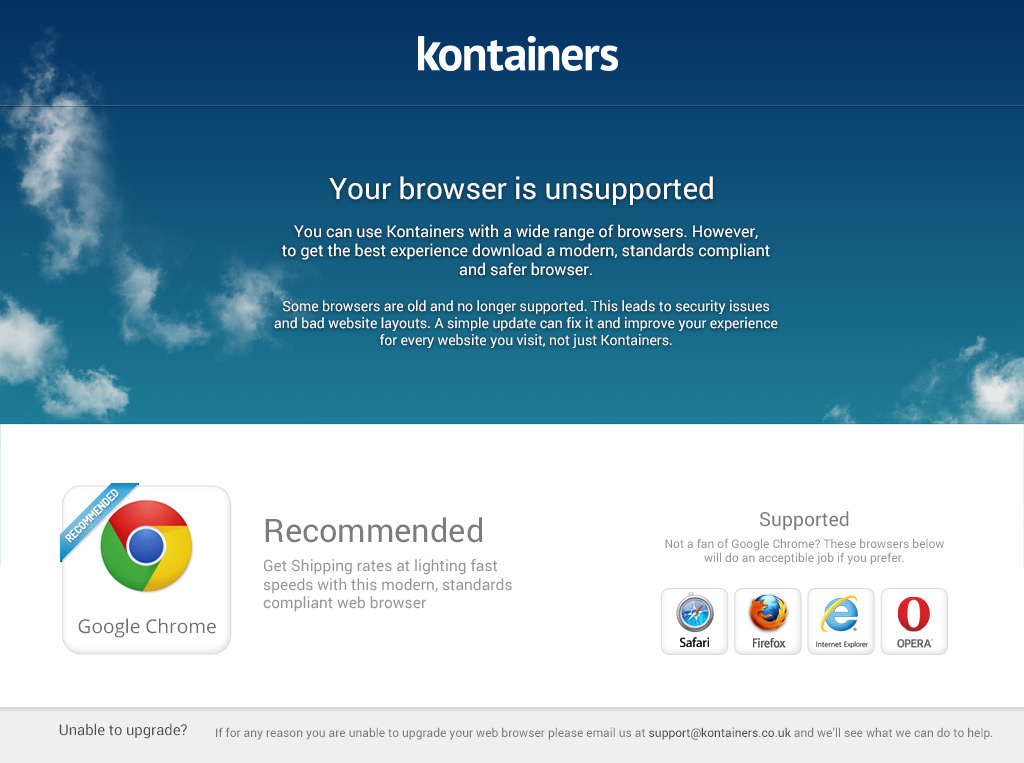 kontainers
Your browser is unsupported
You can use Kontainers with a wide range of browsers. However,
to get the best experience download a modern, standards compliant
and safer browser.
Some browsers are old and no longer supported. This leads to security issues
and bad website layouts. A simple update can fix it and improve your experience
for every website you visit, not just Kontainers.
RECOMMENDED
Google Chrome
Recommended
Get Shipping rates at lighting fast
speeds with this modern, standards
compliant web browser
Supported
Not a fan of Google Chrome? These browsers below
will do an acceptable job if you prefer.
Safari
Firefox
Internet Explorer
OPERA
Unable to upgrade?
If for any reason you are unable to upgrade your web browser please email us at support@kontainers.co.uk and we'll see what we can do to help.